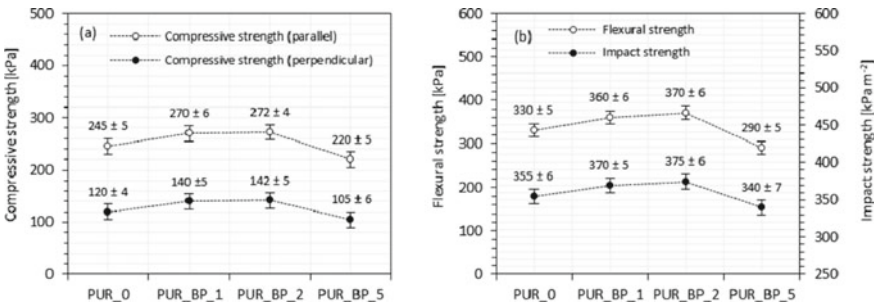 (a)
Compressive strength (parallel)
Compressive strength (perpendicular)
Compressive strength [kPa]
500
400
300
200
100
0
245 ± 5
270 ± 6
272 ± 4
220 ± 5
120 ± 4
140 ±5
142 ± 5
105 ± 6
PUR_0
PUR_BP_1
PUR_BP_2
PUR_BP_5
(b)
Flexural strength
Impact strength
Flexural strength [kPa]
600
500
400
300
200
100
0
330 ± 5
360 ± 6
370 ± 6
290 ± 5
355 ± 6
370 ± 5
375 ± 6
340 ± 7
PUR_0
PUR_BP_1
PUR_BP_2
PUR_BP_5
600
550
500
450
400
350
300
250
Impact strength [kPa m⁻²]